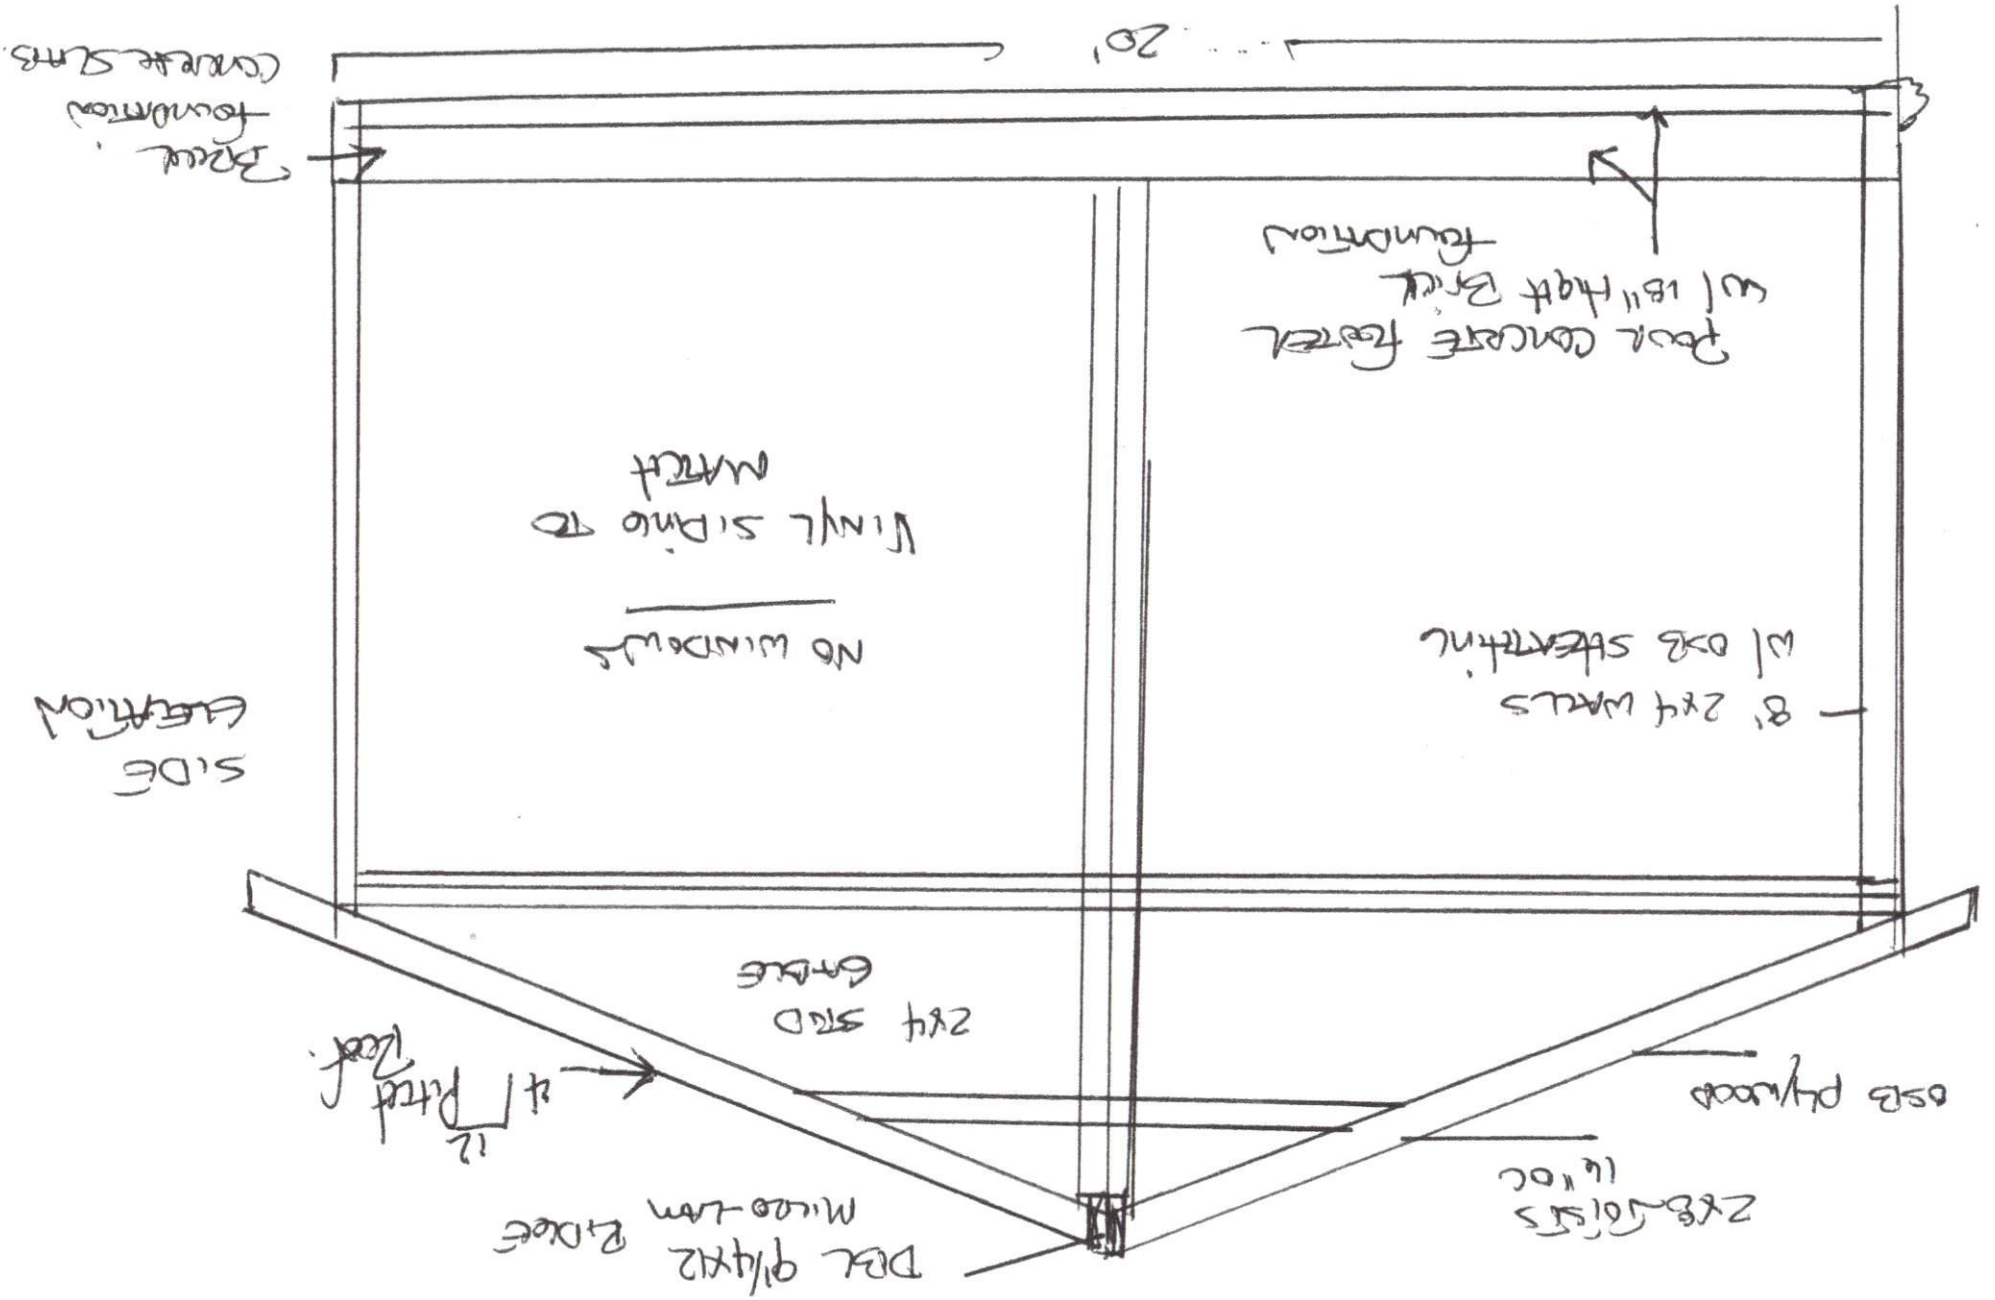 DBL 9 1/4x12
MICRO-LAM RIDGE
2x8 JOISTS
16" OC
OSB Plywood
12
4 Pitch
Roof.
2x4 STUD
GABLE
SIDE
ELEVATION
8' 2x4 WALLS
W/ OSB SHEATHING
NO WINDOWS
VINYL SIDING TO
MATCH
POUR CONCRETE FOOTER
W/ 18" HIGH BRICK
FOUNDATION
BRICK
FOUNDATION
CONCRETE SLAB
20'